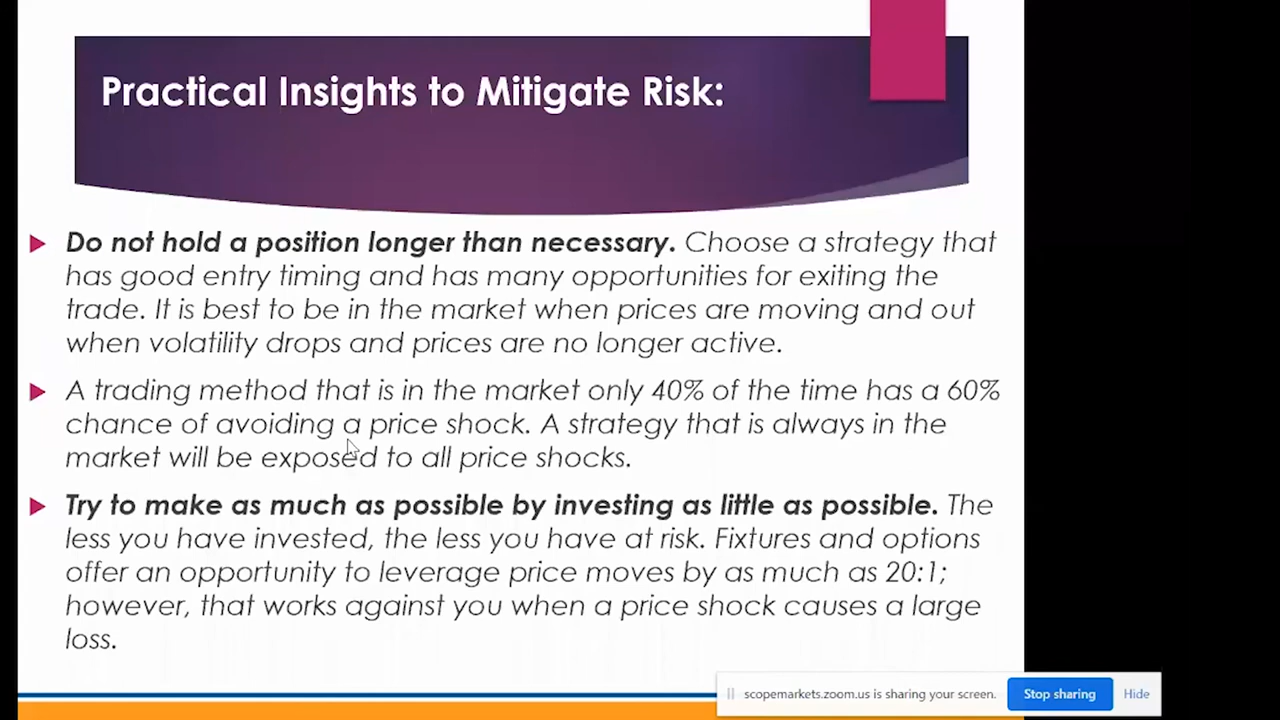 Practical Insights to Mitigate Risk:
Do not hold a position longer than necessary. Choose a strategy that
has good entry timing and has many opportunities for exiting the
trade. It is best to be in the market when prices are moving and out
when volatility drops and prices are no longer active.
A trading method that is in the market only 40% of the time has a 60%
chance of avoiding a price shock. A strategy that is always in the
market will be exposed to all price shocks.
Try to make as much as possible by investing as little as possible. The
less you have invested, the less you have at risk. Fixtures and options
offer an opportunity to leverage price moves by as much as 20:1;
however, that works against you when a price shock causes a large
loss.
scopemarkets.zoom.us is sharing your screen.
Stop sharing
Hide